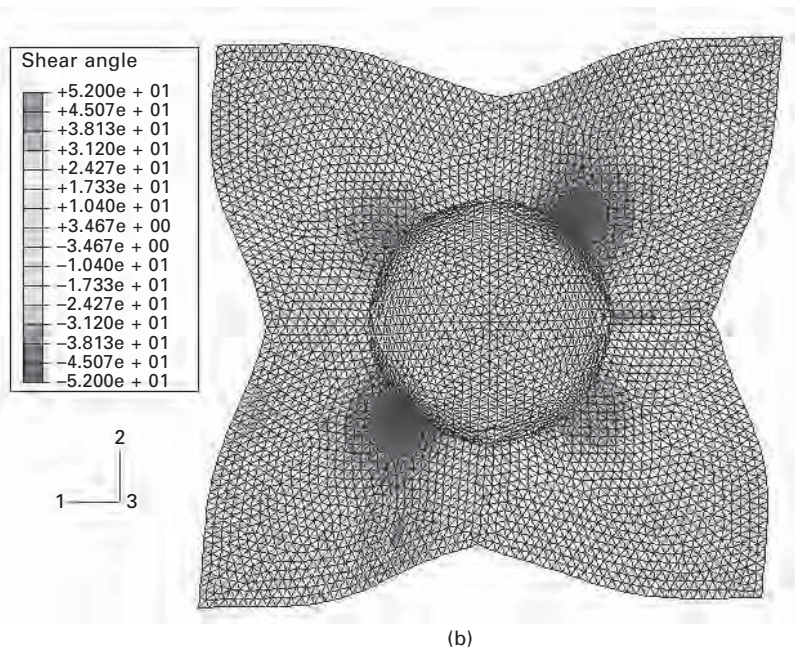 Shear angle
+5.200e + 01
+4.507e + 01
+3.813e + 01
+3.120e + 01
+2.427e + 01
+1.733e + 01
+1.040e + 01
+3.467e + 00
−3.467e + 00
−1.040e + 01
−1.733e + 01
−2.427e + 01
−3.120e + 01
−3.813e + 01
−4.507e + 01
−5.200e + 01
2
1
3
(b)